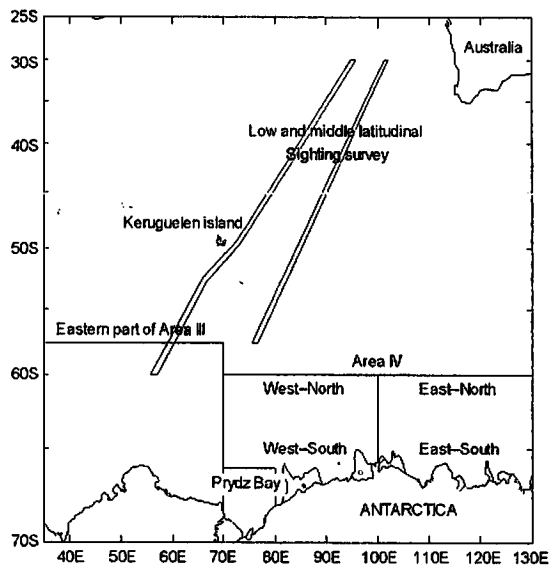 25S
30S
Australia
Low and middle latitudinal
40S
Sighting survey
Keruguelen island
50S
Eastern part of Area III
Area IV
60S
West-North
East-North
West-South
East-South
Prydz Bay
ANTARCTICA
70S
40E
50E
60E
70E
80E
90E
100E
110E
120E
130E